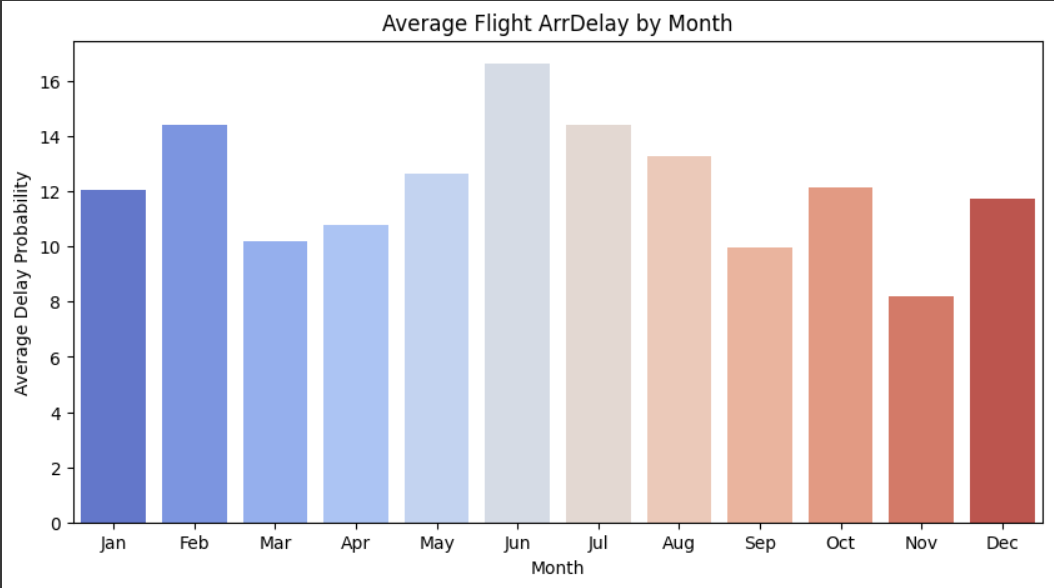 Average Flight ArrDelay by Month
Average Delay Probability
16
14
12
10
8
6
4
2
0
Jan Feb Mar Apr May Jun Jul Aug Sep Oct Nov Dec
Month